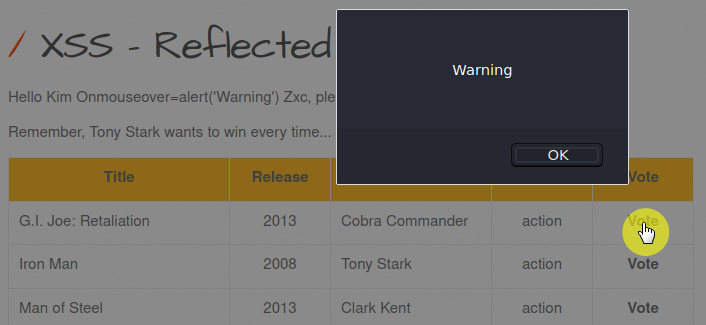 / XSS - Reflected
Warning
OK
Hello Kim Onmouseover=alert('Warning') Zxc, ple
Remember, Tony Stark wants to win every time...
Title Release Vote
G.I. Joe: Retaliation 2013 Cobra Commander action Vote
Iron Man 2008 Tony Stark action Vote
Man of Steel 2013 Clark Kent action Vote